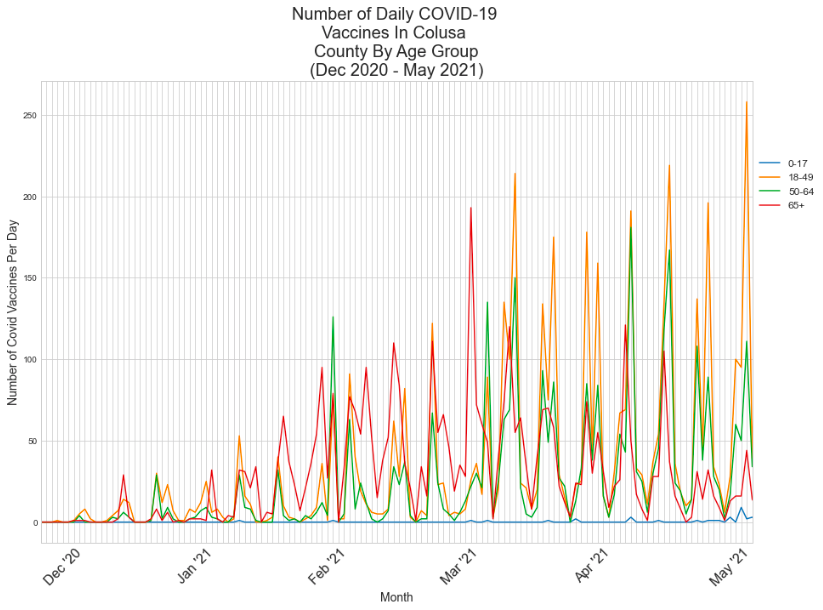 Number of Daily COVID-19
Vaccines In Colusa
County By Age Group
(Dec 2020 - May 2021)
250
200
150
100
50
0
Number of Covid Vaccines Per Day
0-17
18-49
50-64
65+
Dec '20
Jan '21
Feb '21
Mar '21
Apr '21
May '21
Month